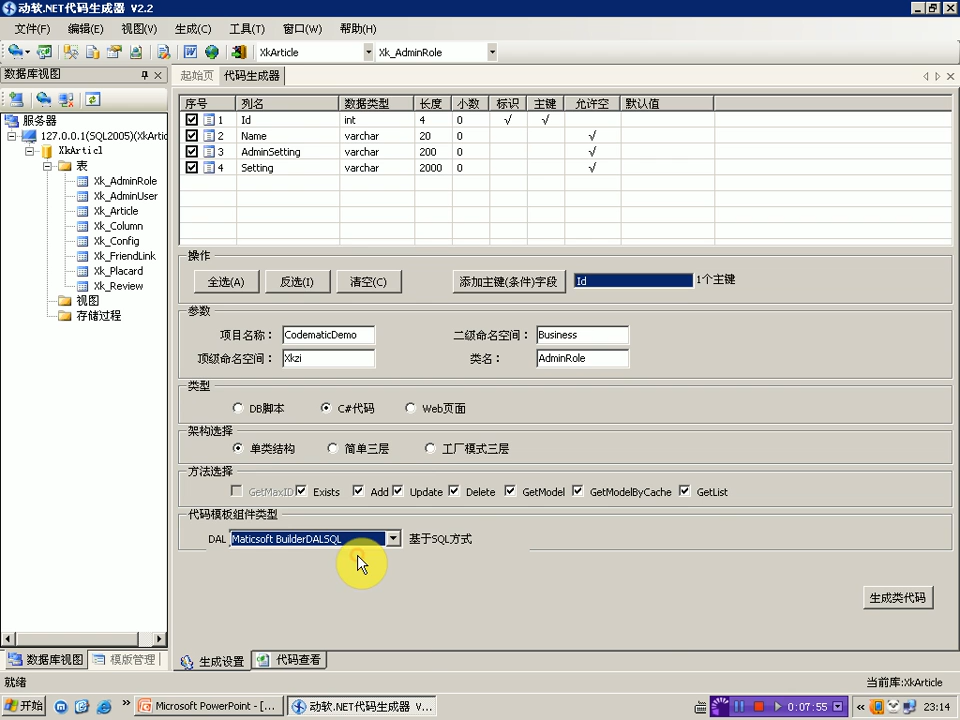 动软.NET代码生成器 V2.2
文件(F) 编辑(E) 视图(V) 生成(C) 工具(T) 窗口(W) 帮助(H)
XkArticle Xk_AdminRole
数据库视图
起始页 代码生成器
服务器
127.0.0.1(SQL2005)(XkArtic
XkArticl
表
Xk_AdminRole
Xk_AdminUser
Xk_Article
Xk_Column
Xk_Config
Xk_FriendLink
Xk_Placard
Xk_Review
视图
存储过程
序号 列名 数据类型 长度 小数 标识 主键 允许空 默认值
1 Id int 4 0 √ √
2 Name varchar 20 0 √
3 AdminSetting varchar 200 0 √
4 Setting varchar 2000 0 √
操作
全选(A) 反选(I) 清空(C) 添加主键(条件)字段 Id 1个主键
参数
项目名称： CodematicDemo 二级命名空间： Business
顶级命名空间： Xkzi 类名： AdminRole
类型
DB脚本 C#代码 Web页面
架构选择
单类结构 简单三层 工厂模式三层
方法选择
GetMaxID Exists Add Update Delete GetModel GetModelByCache GetList
代码模板组件类型
DAL Maticsoft BuilderDALSQL 基于SQL方式
生成类代码
数据库视图 模版管理 生成设置 代码查看
就绪 当前库:XkArticle
开始 Microsoft PowerPoint - [... 动软.NET代码生成器 V... 0:07:55 23:14